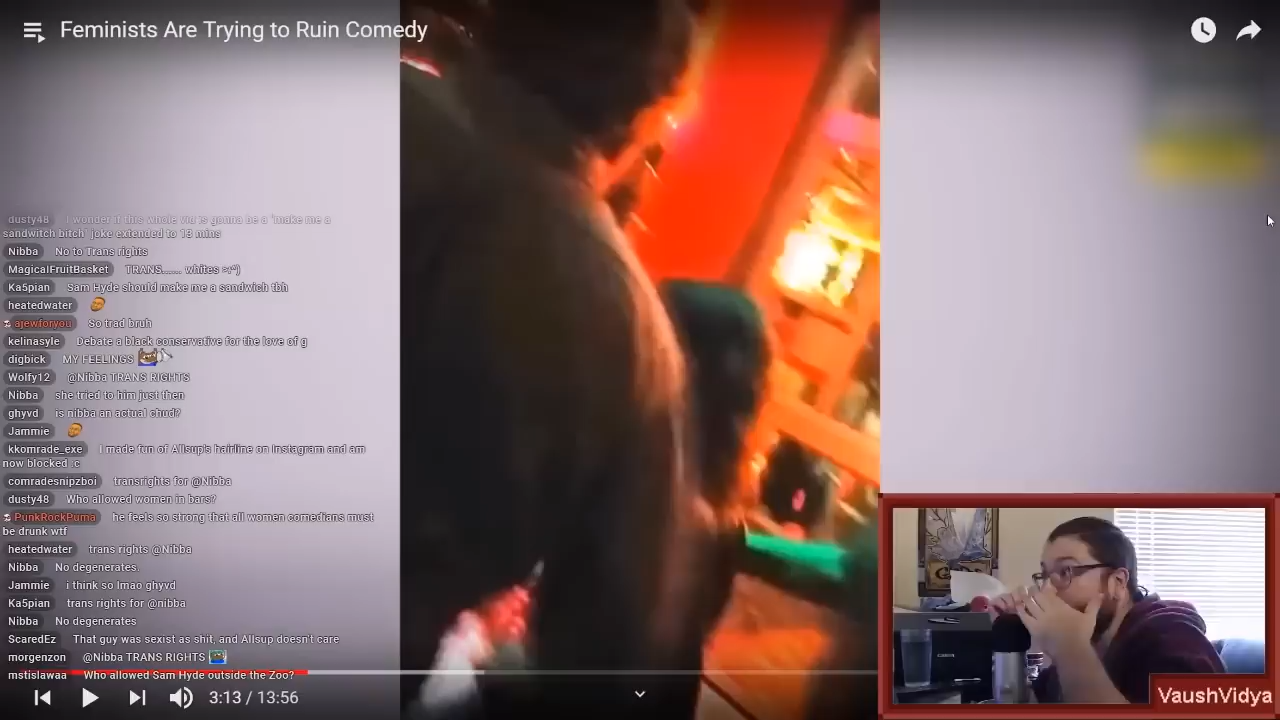 Feminists Are Trying to Ruin Comedy
dusty48 I wonder if this whole vid is gonna be a "make me a
sandwitch bitch" joke extended to 13 mins
Nibba No to Trans rights
MagicalFruitBasket TRANS....... whites >:^)
Ka5pian Sam Hyde should make me a sandwich tbh
heatedwater
ajewforyou So trad bruh
kelinasyle Debate a black conservative for the love of g
digbick MY FEELINGS
Wolfy12 @Nibba TRANS RIGHTS
Nibba she tried to him just then
ghyvd is nibba an actual chud?
Jammie
kkomrade_exe I made fun of Allsup's hairline on Instagram and am
now blocked :c
comradesnipzboi transrights for @Nibba
dusty48 Who allowed women in bars?
PunkRockPuma he feels so strong that all women comedians must
be drunk wtf
heatedwater trans rights @Nibba
Nibba No degenerates.
Jammie i think so lmao ghyvd
Ka5pian trans rights for @nibba
Nibba No degenerates
ScaredEz That guy was sexist as shit, and Allsup doesn't care
morgenzon @Nibba TRANS RIGHTS
mstislawaa Who allowed Sam Hyde outside the Zoo?
3:13 / 13:56
Canon
VaushVidya